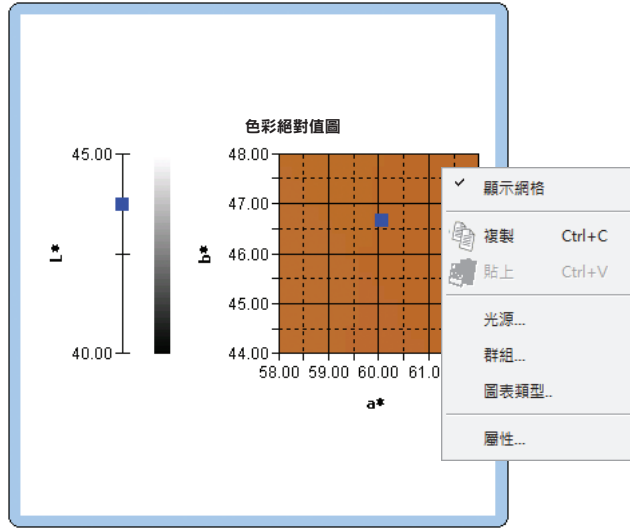 色彩絕對值圖
45.00
40.00
L*
48.00
47.00
46.00
45.00
44.00
b*
58.00 59.00 60.00 61.0
a*
顯示網格
複製 Ctrl+C
貼上 Ctrl+V
光源...
群組...
圖表類型..
屬性...